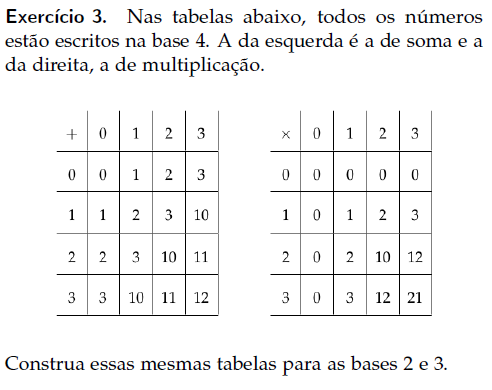 Exercício 3. Nas tabelas abaixo, todos os números
estão escritos na base 4. A da esquerda é a de soma e a
da direita, a de multiplicação.
+ 0 1 2 3
0 0 1 2 3
1 1 2 3 10
2 2 3 10 11
3 3 10 11 12
× 0 1 2 3
0 0 0 0 0
1 0 1 2 3
2 0 2 10 12
3 0 3 12 21
Construa essas mesmas tabelas para as bases 2 e 3.